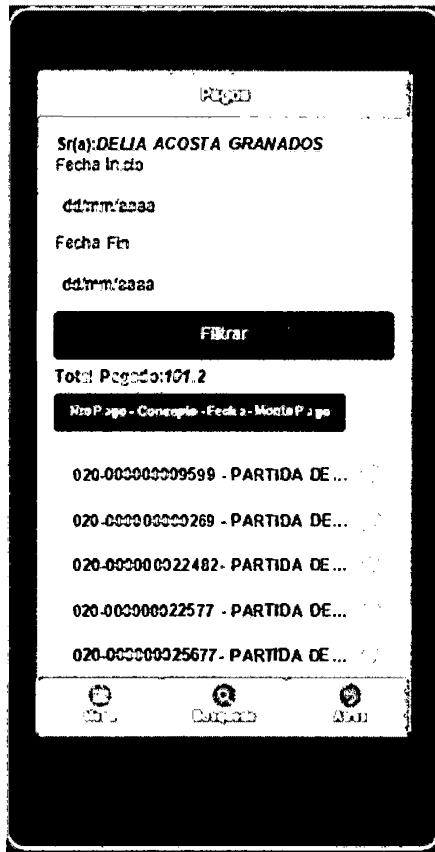 Pagos
Sr(a):DELIA ACOSTA GRANADOS
Fecha Inicio
dd/mm/aaaa
Fecha Fin
dd/mm/aaaa
Filtrar
Total Pagado:101.2
Nro Pago - Concepto - Fecha - Monto Pago
020-000000009599 - PARTIDA DE...
020-000000000269 - PARTIDA DE...
020-000000022482- PARTIDA DE...
020-000000022577 - PARTIDA DE...
020-000000025677- PARTIDA DE...
Busqueda